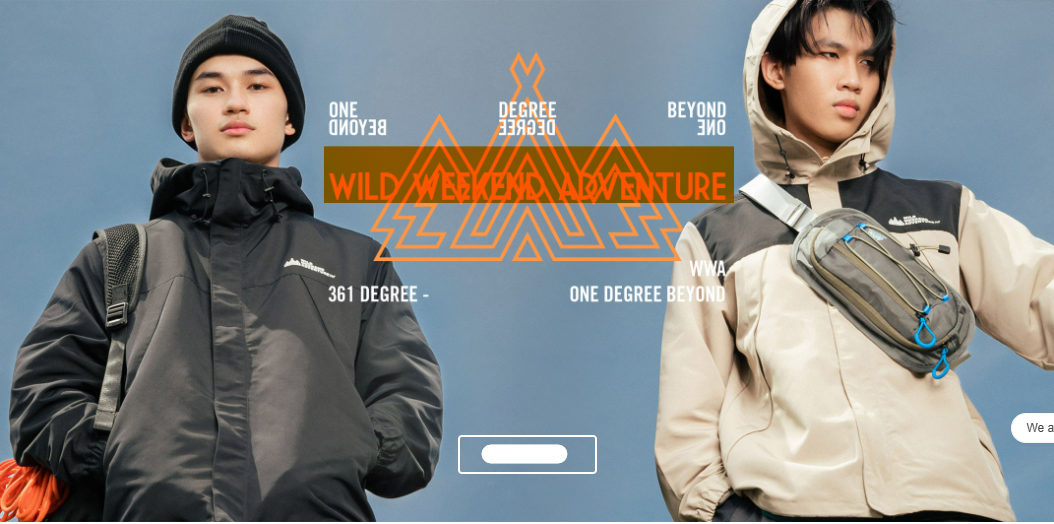 ONE DEGREE BEYOND
BEYOND DEGREE ONE
WILD WEEKEND ADVENTURE
WWA
361 DEGREE - ONE DEGREE BEYOND
We a